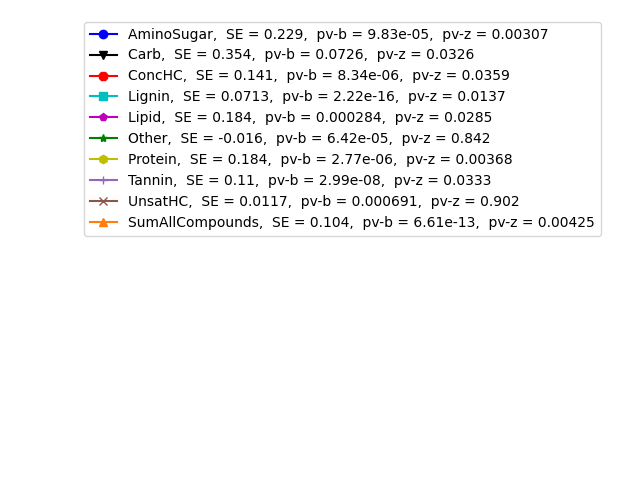 AminoSugar,  SE = 0.229,  pv-b = 9.83e-05,  pv-z = 0.00307
Carb,  SE = 0.354,  pv-b = 0.0726,  pv-z = 0.0326
ConcHC,  SE = 0.141,  pv-b = 8.34e-06,  pv-z = 0.0359
Lignin,  SE = 0.0713,  pv-b = 2.22e-16,  pv-z = 0.0137
Lipid,  SE = 0.184,  pv-b = 0.000284,  pv-z = 0.0285
Other,  SE = -0.016,  pv-b = 6.42e-05,  pv-z = 0.842
Protein,  SE = 0.184,  pv-b = 2.77e-06,  pv-z = 0.00368
Tannin,  SE = 0.11,  pv-b = 2.99e-08,  pv-z = 0.0333
UnsatHC,  SE = 0.0117,  pv-b = 0.000691,  pv-z = 0.902
SumAllCompounds,  SE = 0.104,  pv-b = 6.61e-13,  pv-z = 0.00425